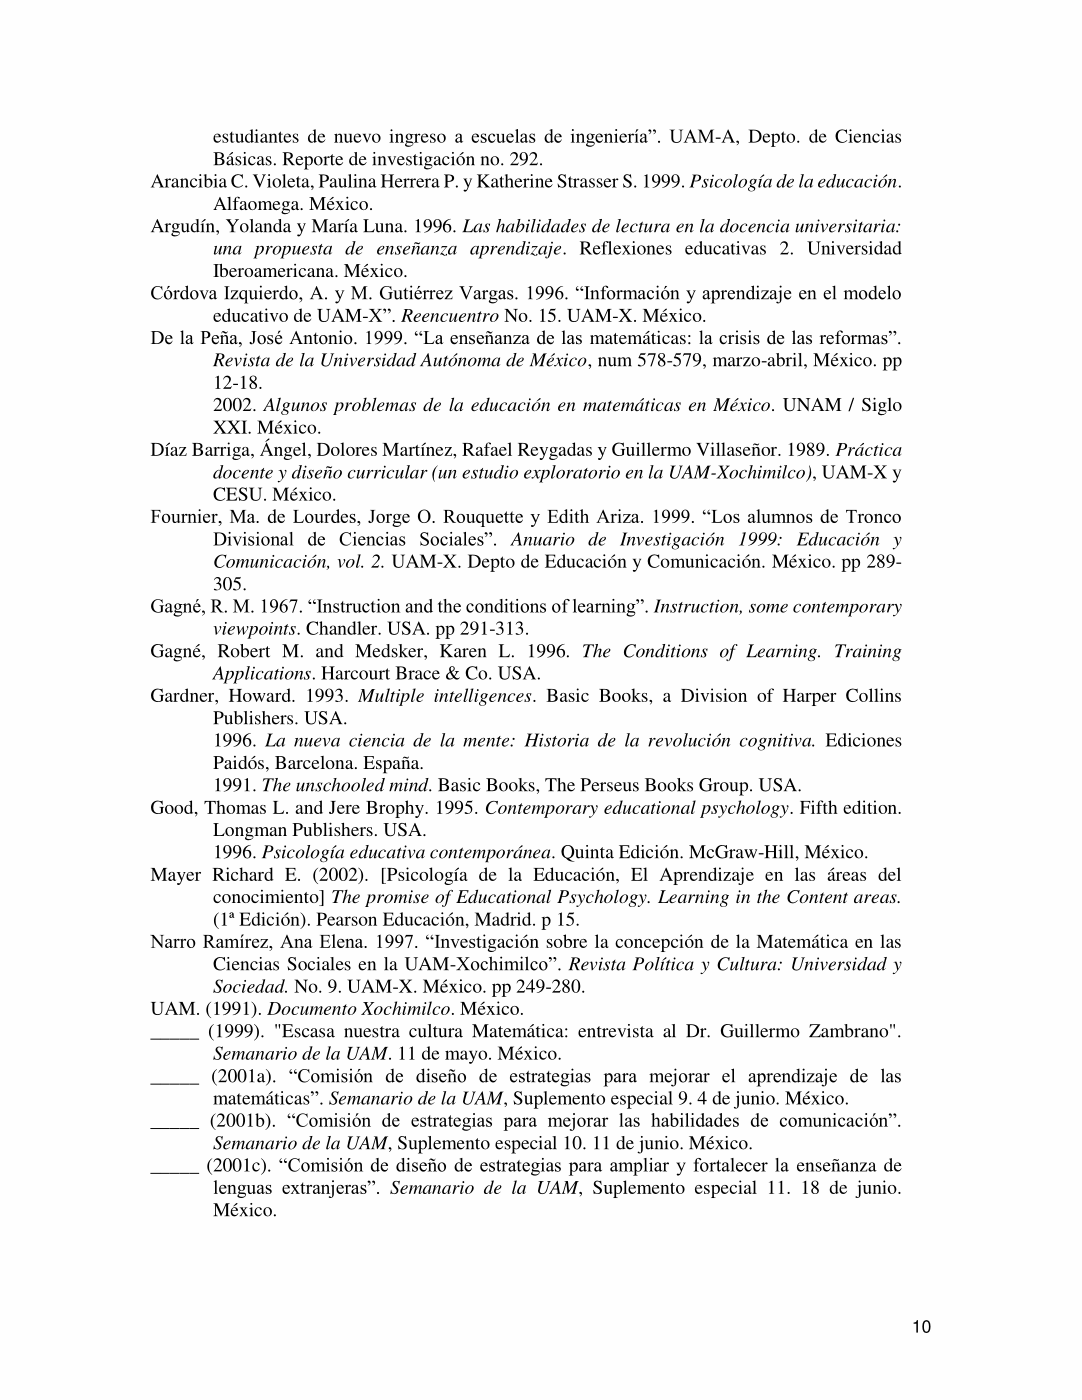 estudiantes de nuevo ingreso a escuelas de ingeniería”. UAM-A, Depto. de Ciencias
Básicas. Reporte de investigación no. 292.
Arancibia C. Violeta, Paulina Herrera P. y Katherine Strasser S. 1999. Psicología de la educación.
Alfaomega. México.
Argudín, Yolanda y María Luna. 1996. Las habilidades de lectura en la docencia universitaria:
una propuesta de enseñanza aprendizaje. Reflexiones educativas 2. Universidad
Iberoamericana. México.
Córdova Izquierdo, A. y M. Gutiérrez Vargas. 1996. “Información y aprendizaje en el modelo
educativo de UAM-X”. Reencuentro No. 15. UAM-X. México.
De la Peña, José Antonio. 1999. “La enseñanza de las matemáticas: la crisis de las reformas”.
Revista de la Universidad Autónoma de México, num 578-579, marzo-abril, México. pp
12-18.
2002. Algunos problemas de la educación en matemáticas en México. UNAM / Siglo
XXI. México.
Díaz Barriga, Ángel, Dolores Martínez, Rafael Reygadas y Guillermo Villaseñor. 1989. Práctica
docente y diseño curricular (un estudio exploratorio en la UAM-Xochimilco), UAM-X y
CESU. México.
Fournier, Ma. de Lourdes, Jorge O. Rouquette y Edith Ariza. 1999. “Los alumnos de Tronco
Divisional de Ciencias Sociales”. Anuario de Investigación 1999: Educación y
Comunicación, vol. 2. UAM-X. Depto de Educación y Comunicación. México. pp 289-
305.
Gagné, R. M. 1967. “Instruction and the conditions of learning”. Instruction, some contemporary
viewpoints. Chandler. USA. pp 291-313.
Gagné, Robert M. and Medsker, Karen L. 1996. The Conditions of Learning. Training
Applications. Harcourt Brace & Co. USA.
Gardner, Howard. 1993. Multiple intelligences. Basic Books, a Division of Harper Collins
Publishers. USA.
1996. La nueva ciencia de la mente: Historia de la revolución cognitiva. Ediciones
Paidós, Barcelona. España.
1991. The unschooled mind. Basic Books, The Perseus Books Group. USA.
Good, Thomas L. and Jere Brophy. 1995. Contemporary educational psychology. Fifth edition.
Longman Publishers. USA.
1996. Psicología educativa contemporánea. Quinta Edición. McGraw-Hill, México.
Mayer Richard E. (2002). [Psicología de la Educación, El Aprendizaje en las áreas del
conocimiento] The promise of Educational Psychology. Learning in the Content areas.
(1ª Edición). Pearson Educación, Madrid. p 15.
Narro Ramírez, Ana Elena. 1997. “Investigación sobre la concepción de la Matemática en las
Ciencias Sociales en la UAM-Xochimilco”. Revista Política y Cultura: Universidad y
Sociedad. No. 9. UAM-X. México. pp 249-280.
UAM. (1991). Documento Xochimilco. México.
_____ (1999). "Escasa nuestra cultura Matemática: entrevista al Dr. Guillermo Zambrano".
Semanario de la UAM. 11 de mayo. México.
_____ (2001a). “Comisión de diseño de estrategias para mejorar el aprendizaje de las
matemáticas”. Semanario de la UAM, Suplemento especial 9. 4 de junio. México.
_____ (2001b). “Comisión de estrategias para mejorar las habilidades de comunicación”.
Semanario de la UAM, Suplemento especial 10. 11 de junio. México.
_____ (2001c). “Comisión de diseño de estrategias para ampliar y fortalecer la enseñanza de
lenguas extranjeras”. Semanario de la UAM, Suplemento especial 11. 18 de junio.
México.
10